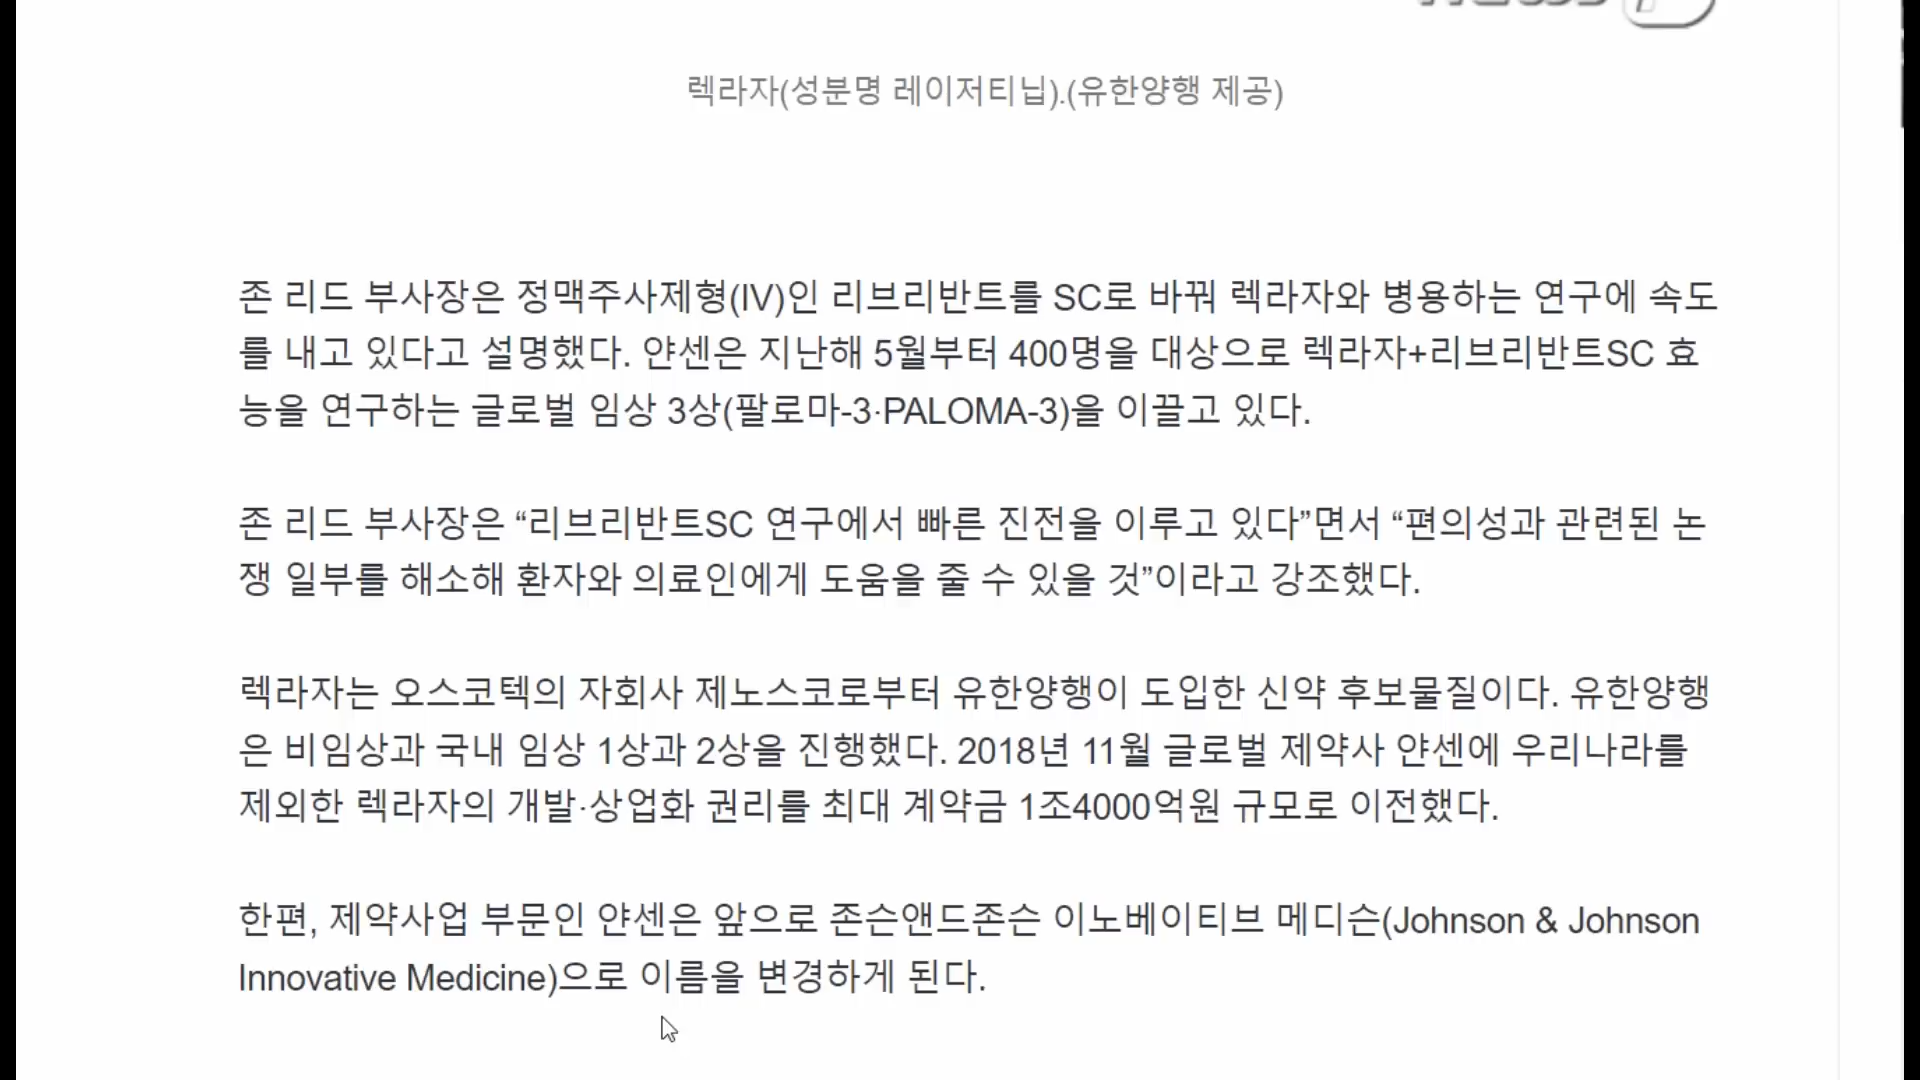 렉라자(성분명 레이저티닙).(유한양행 제공)
존 리드 부사장은 정맥주사제형(IV)인 리브리반트를 SC로 바꿔 렉라자와 병용하는 연구에 속도
를 내고 있다고 설명했다. 얀센은 지난해 5월부터 400명을 대상으로 렉라자+리브리반트SC 효
능을 연구하는 글로벌 임상 3상(팔로마-3·PALOMA-3)을 이끌고 있다.
존 리드 부사장은 “리브리반트SC 연구에서 빠른 진전을 이루고 있다”면서 “편의성과 관련된 논
쟁 일부를 해소해 환자와 의료인에게 도움을 줄 수 있을 것”이라고 강조했다.
렉라자는 오스코텍의 자회사 제노스코로부터 유한양행이 도입한 신약 후보물질이다. 유한양행
은 비임상과 국내 임상 1상과 2상을 진행했다. 2018년 11월 글로벌 제약사 얀센에 우리나라를
제외한 렉라자의 개발·상업화 권리를 최대 계약금 1조4000억원 규모로 이전했다.
한편, 제약사업 부문인 얀센은 앞으로 존슨앤드존슨 이노베이티브 메디슨(Johnson & Johnson
Innovative Medicine)으로 이름을 변경하게 된다.